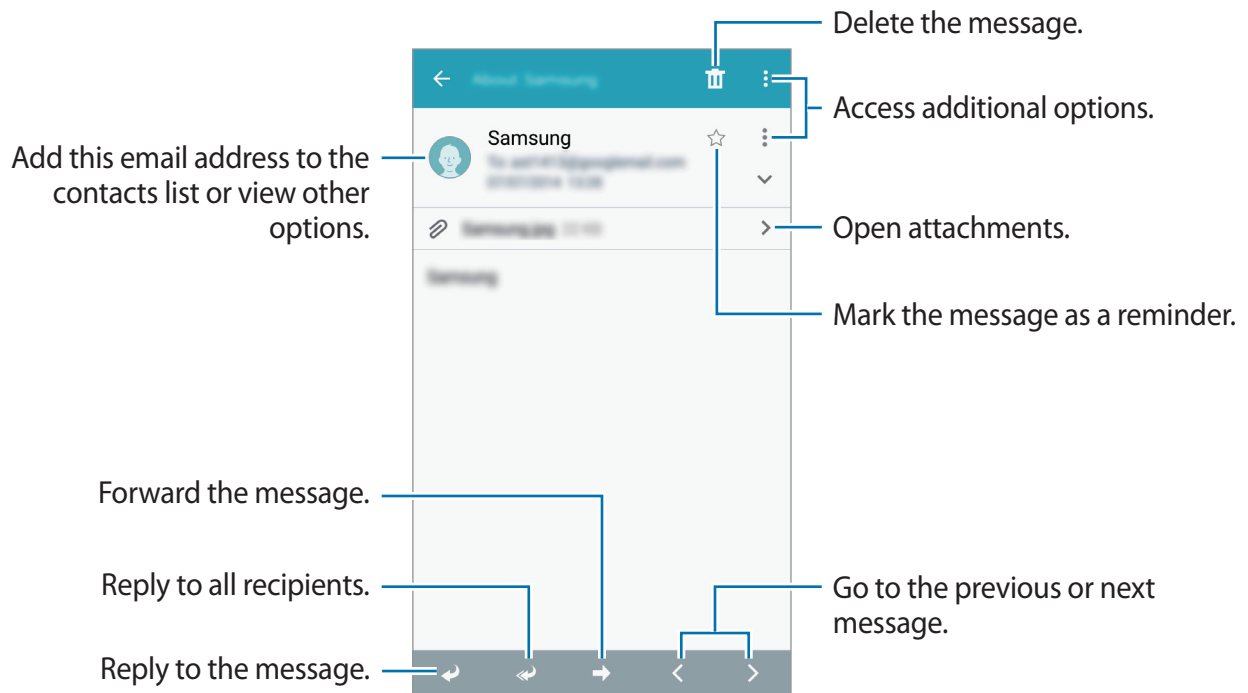 Delete the message.
Access additional options.
Samsung
Add this email address to the
contacts list or view other
options.
Open attachments.
Mark the message as a reminder.
Forward the message.
Reply to all recipients.
Go to the previous or next
message.
Reply to the message.